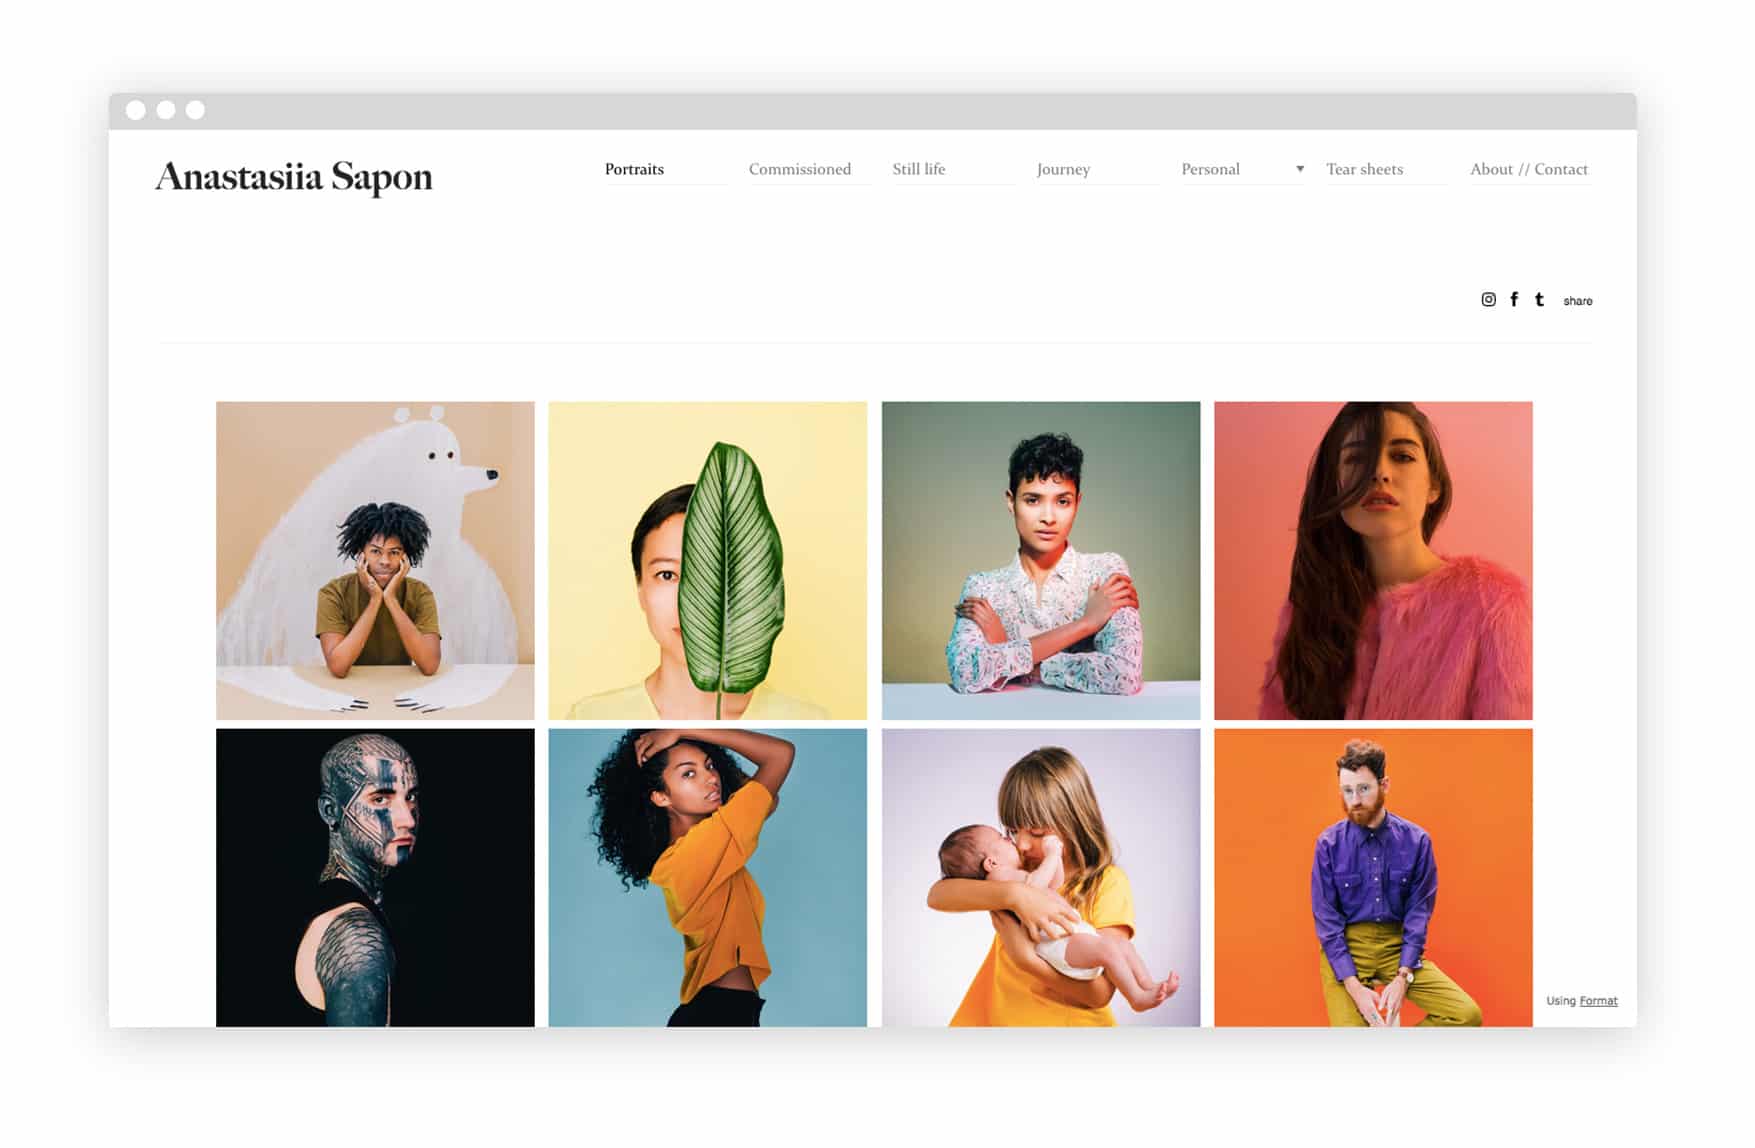 Anastasiia Sapon
Portraits
Commissioned
Still life
Journey
Personal
Tear sheets
About // Contact
share
Using Format